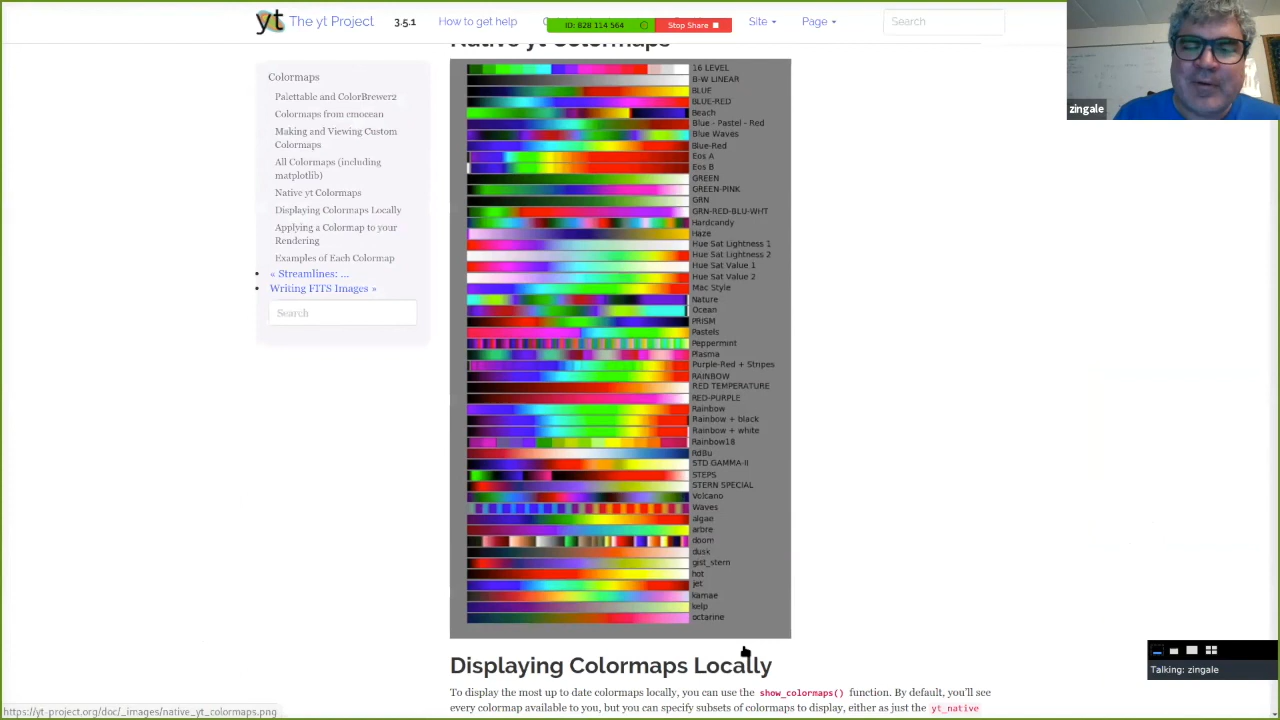 yt The yt Project 3.5.1 How to get help Site Page Search
ID: 828 114 564 Stop Share
zingale
Native yt Colormaps
Colormaps
Palettable and ColorBrewer2
Colormaps from cmocean
Making and Viewing Custom
Colormaps
All Colormaps (including
matplotlib)
Native yt Colormaps
Displaying Colormaps Locally
Applying a Colormap to your
Rendering
Examples of Each Colormap
« Streamlines: ...
Writing FITS Images »
Search
16 LEVEL
B-W LINEAR
BLUE
BLUE-RED
Beach
Blue - Pastel - Red
Blue Waves
Blue-Red
Eos A
Eos B
GREEN
GREEN-PINK
GRN
GRN-RED-BLU-WHT
Hardcandy
Haze
Hue Sat Lightness 1
Hue Sat Lightness 2
Hue Sat Value 1
Hue Sat Value 2
Mac Style
Nature
Ocean
PRISM
Pastels
Peppermint
Plasma
Purple-Red + Stripes
RAINBOW
RED TEMPERATURE
RED-PURPLE
Rainbow
Rainbow + black
Rainbow + white
Rainbow18
RdBu
STD GAMMA-II
STEPS
STERN SPECIAL
Volcano
Waves
algae
arbre
doom
dusk
gist_stern
hot
jet
kamae
kelp
octarine
Displaying Colormaps Locally
To display the most up to date colormaps locally, you can use the show_colormaps() function. By default, you'll see
every colormap available to you, but you can specify subsets of colormaps to display, either as just the yt_native
Talking: zingale
https://yt-project.org/doc/_images/native_yt_colormaps.png